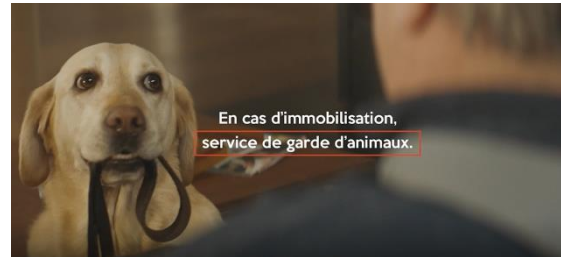 En cas d'immobilisation,
service de garde d'animaux.